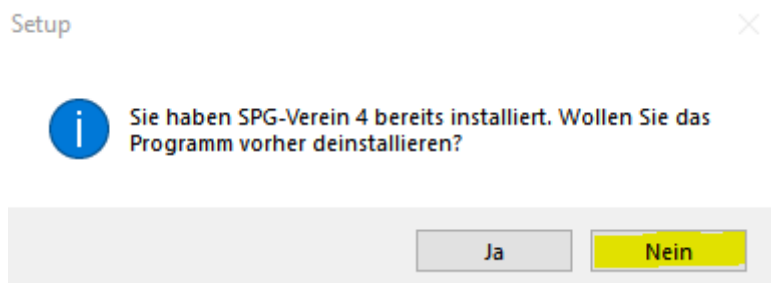 Setup
Sie haben SPG-Verein 4 bereits installiert. Wollen Sie das
Programm vorher deinstallieren?
Ja
Nein